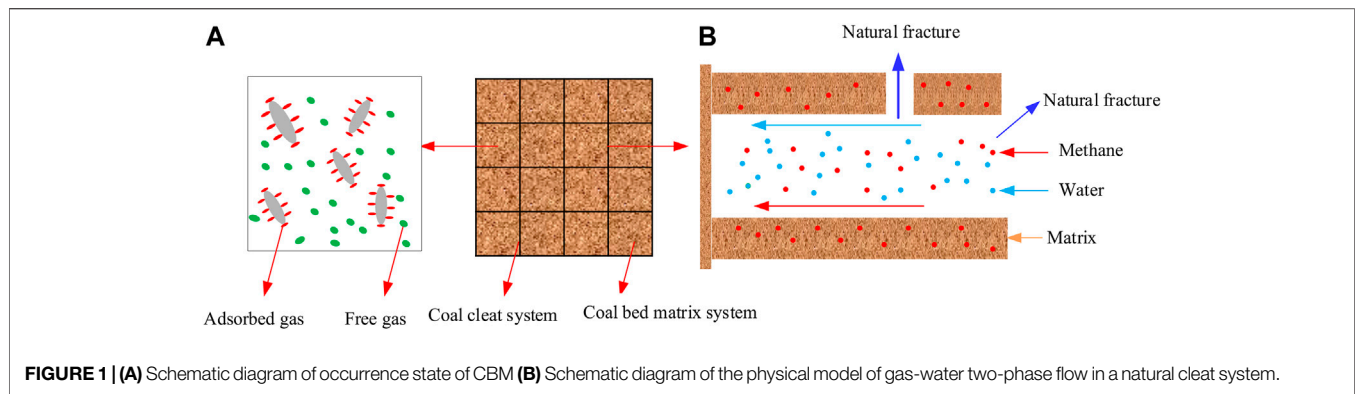 A
B
Natural fracture
Natural fracture
Methane
Water
Matrix
Adsorbed gas
Free gas
Coal cleat system
Coal bed matrix system
FIGURE 1 | (A) Schematic diagram of occurrence state of CBM (B) Schematic diagram of the physical model of gas-water two-phase flow in a natural cleat system.